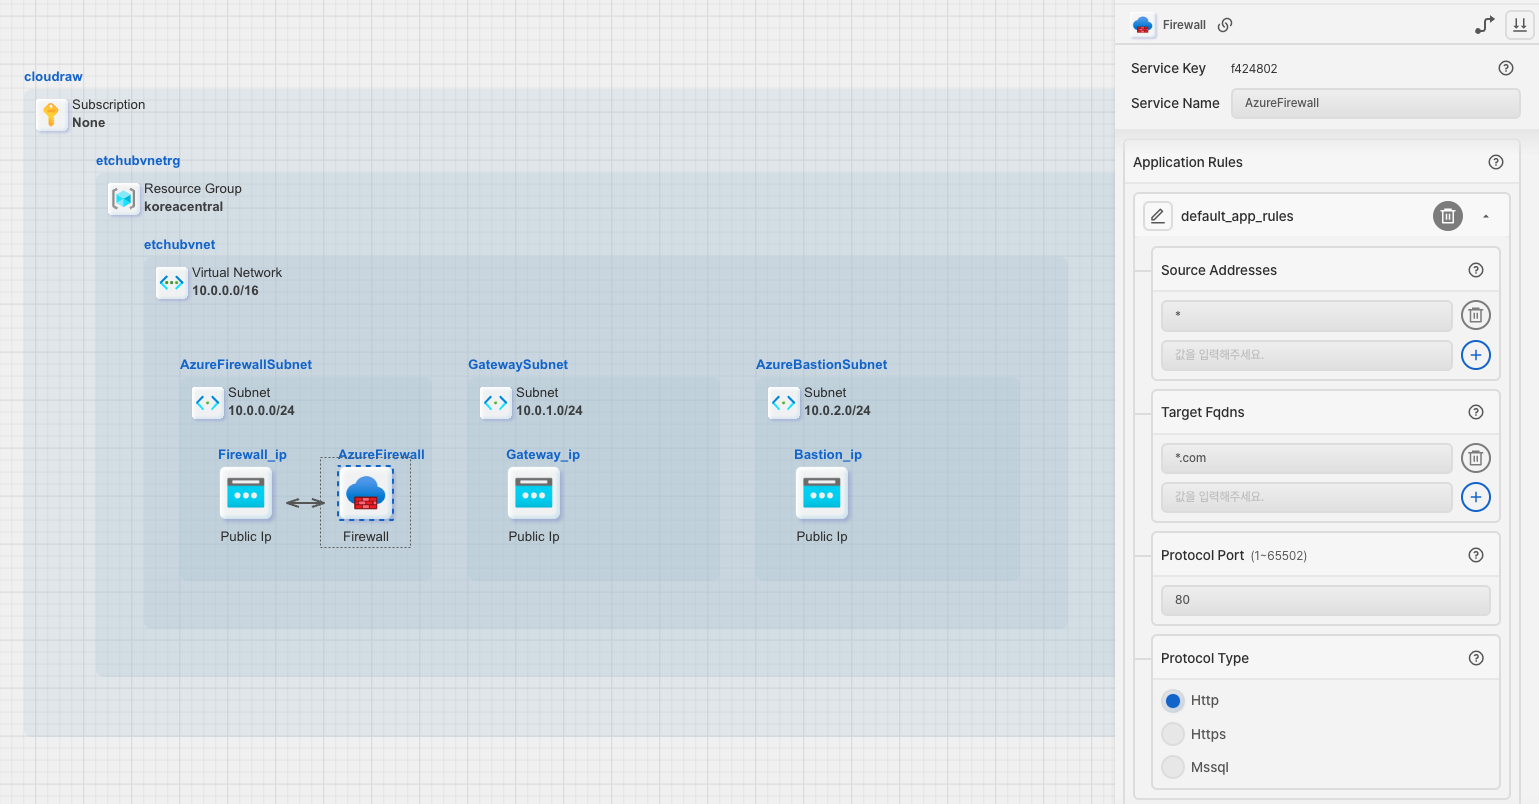 cloudraw
Subscription
None
etchubvnetrg
Resource Group
koreacentral
etchubvnet
Virtual Network
10.0.0.0/16
AzureFirewallSubnet
Subnet
10.0.0.0/24
Firewall_ip
Public Ip
AzureFirewall
Firewall
GatewaySubnet
Subnet
10.0.1.0/24
Gateway_ip
Public Ip
AzureBastionSubnet
Subnet
10.0.2.0/24
Bastion_ip
Public Ip
Firewall
Service Key f424802
Service Name AzureFirewall
Application Rules
default_app_rules
Source Addresses
*
값을 입력해주세요.
Target Fqdns
*.com
값을 입력해주세요.
Protocol Port (1~65502)
80
Protocol Type
Http
Https
Mssql